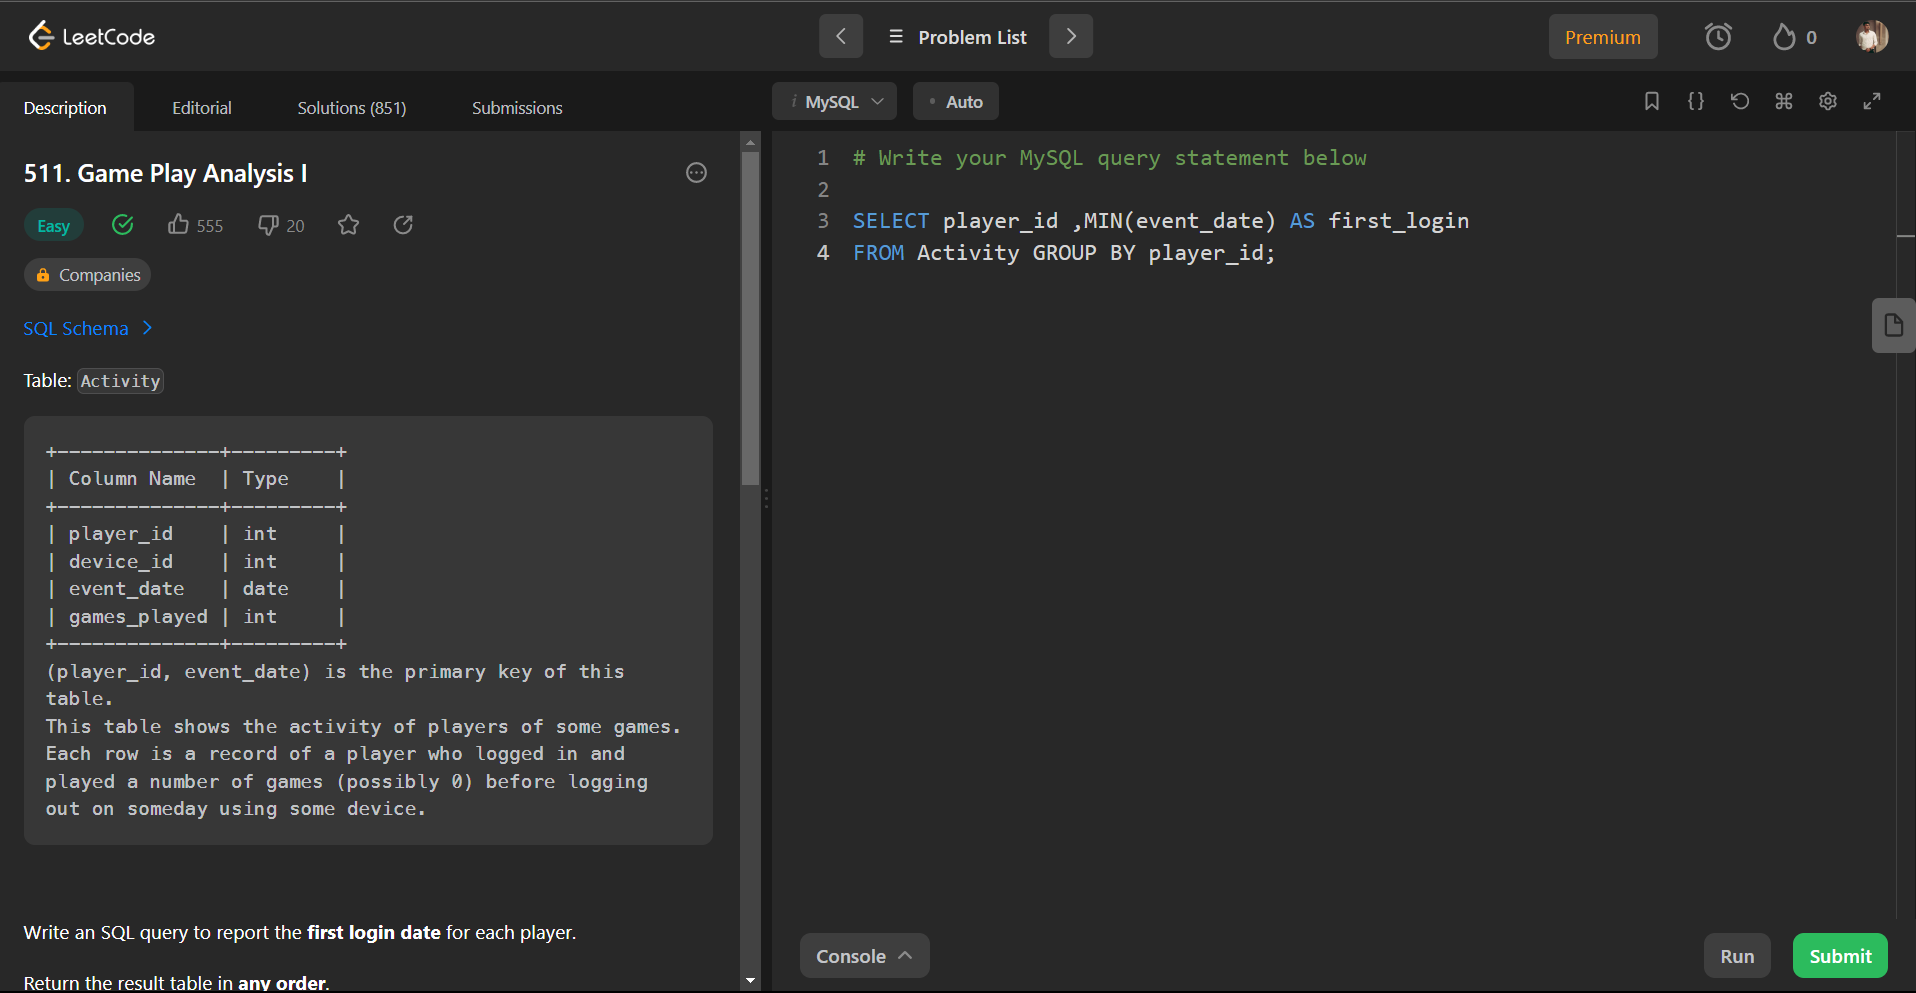 LeetCode
Problem List
Premium
0
Description Editorial Solutions (851) Submissions
i MySQL • Auto
511. Game Play Analysis I
Easy 555 20
Companies
SQL Schema
Table: Activity
+--------------+---------+
| Column Name  | Type    |
+--------------+---------+
| player_id    | int     |
| device_id    | int     |
| event_date   | date    |
| games_played | int     |
+--------------+---------+
(player_id, event_date) is the primary key of this
table.
This table shows the activity of players of some games.
Each row is a record of a player who logged in and
played a number of games (possibly 0) before logging
out on someday using some device.
Write an SQL query to report the first login date for each player.
Return the result table in any order.
1 # Write your MySQL query statement below
2
3 SELECT player_id ,MIN(event_date) AS first_login
4 FROM Activity GROUP BY player_id;
Console
Run
Submit